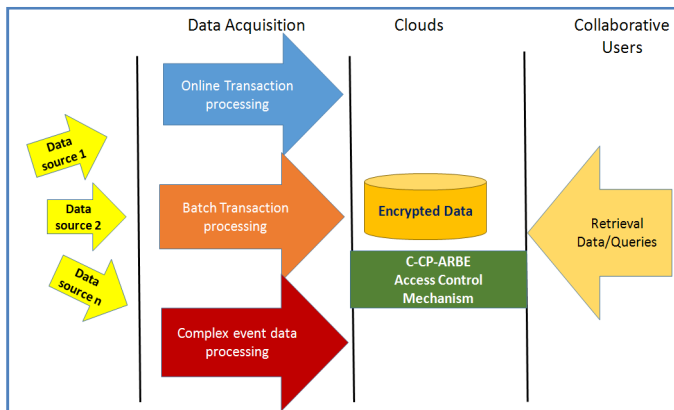 Data Acquisition
Clouds
Collaborative
Users
Online Transaction
processing
Data
source 1
Data
source 2
Data
source n
Batch Transaction
processing
Encrypted Data
C-CP-ARBE
Access Control
Mechanism
Retrieval
Data/Queries
Complex event data
processing